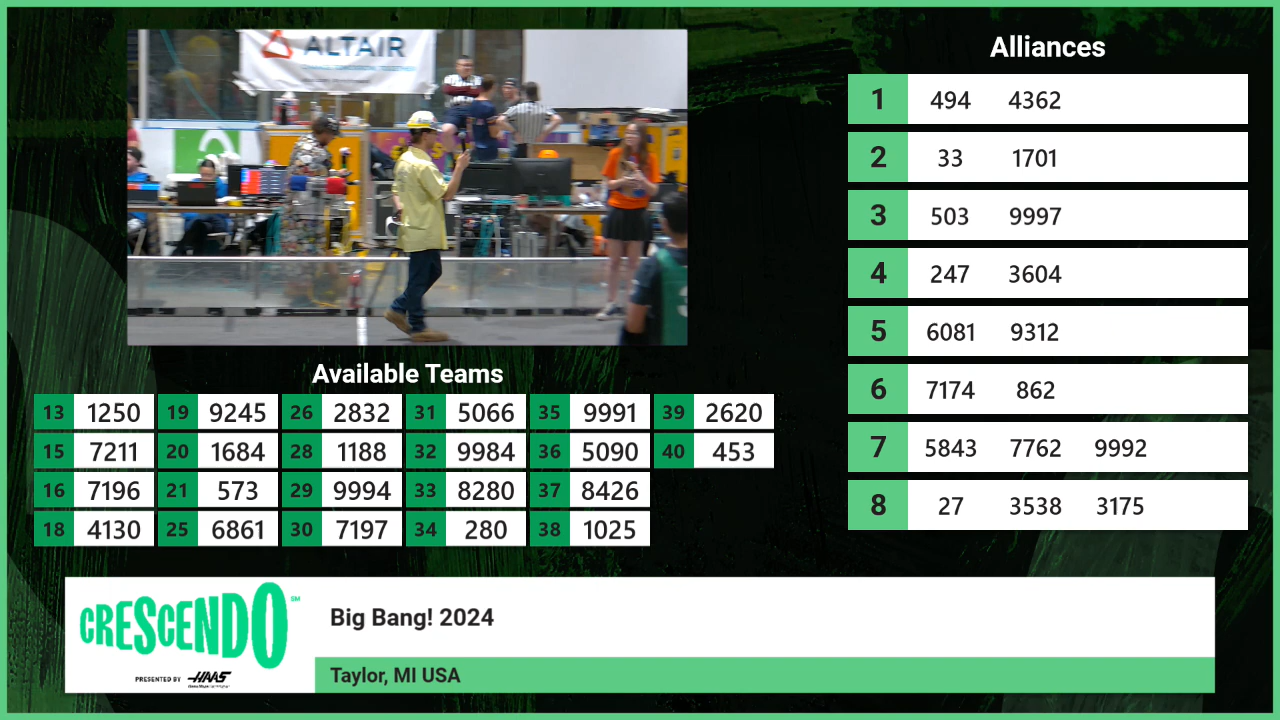 ALTAIR
Alliances
1 494 4362
2 33 1701
3 503 9997
4 247 3604
5 6081 9312
6 7174 862
7 5843 7762 9992
8 27 3538 3175
Available Teams
13 1250 19 9245 26 2832 31 5066 35 9991 39 2620
15 7211 20 1684 28 1188 32 9984 36 5090 40 453
16 7196 21 573 29 9994 33 8280 37 8426
18 4130 25 6861 30 7197 34 280 38 1025
CRESCENDO℠
PRESENTED BY HAAS
Big Bang! 2024
Taylor, MI USA